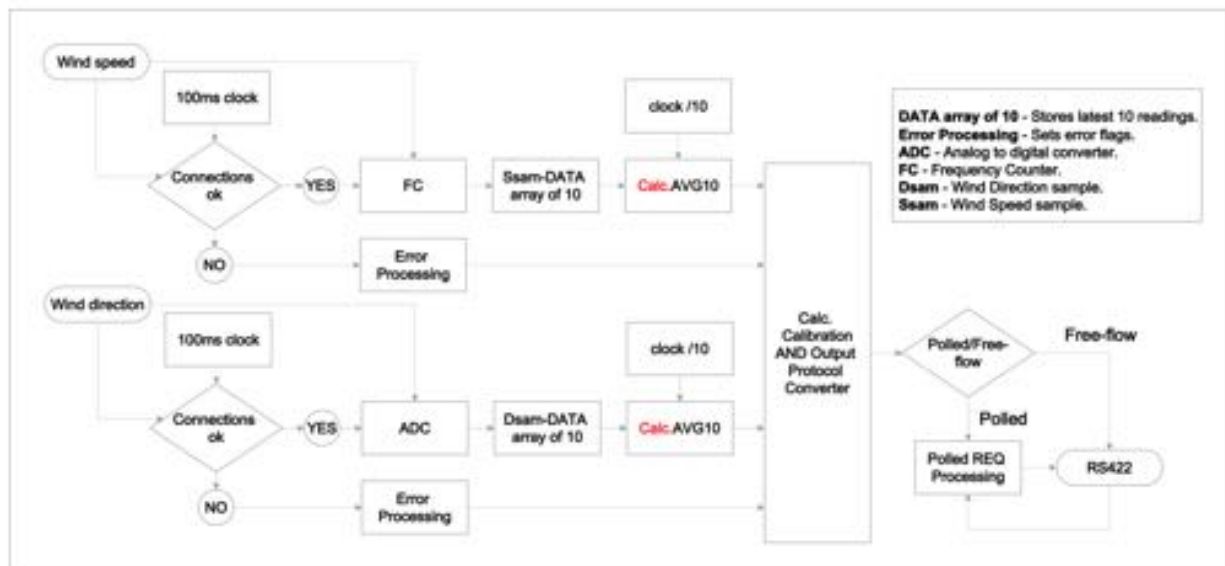 Wind speed
100ms clock
clock /10
Connections
ok
YES
FC
Ssam-DATA
array of 10
Calc.AVG10
NO
Error
Processing
DATA array of 10 - Stores latest 10 readings.
Error Processing - Sets error flags.
ADC - Analog to digital converter.
FC - Frequency Counter.
Dsam - Wind Direction sample.
Ssam - Wind Speed sample.
Wind direction
100ms clock
clock /10
Connections
ok
YES
ADC
Dsam-DATA
array of 10
Calc.AVG10
NO
Error
Processing
Calc.
Calibration
AND Output
Protocol
Converter
Polled/Free-
flow
Free-flow
Polled
Polled REQ
Processing
RS422